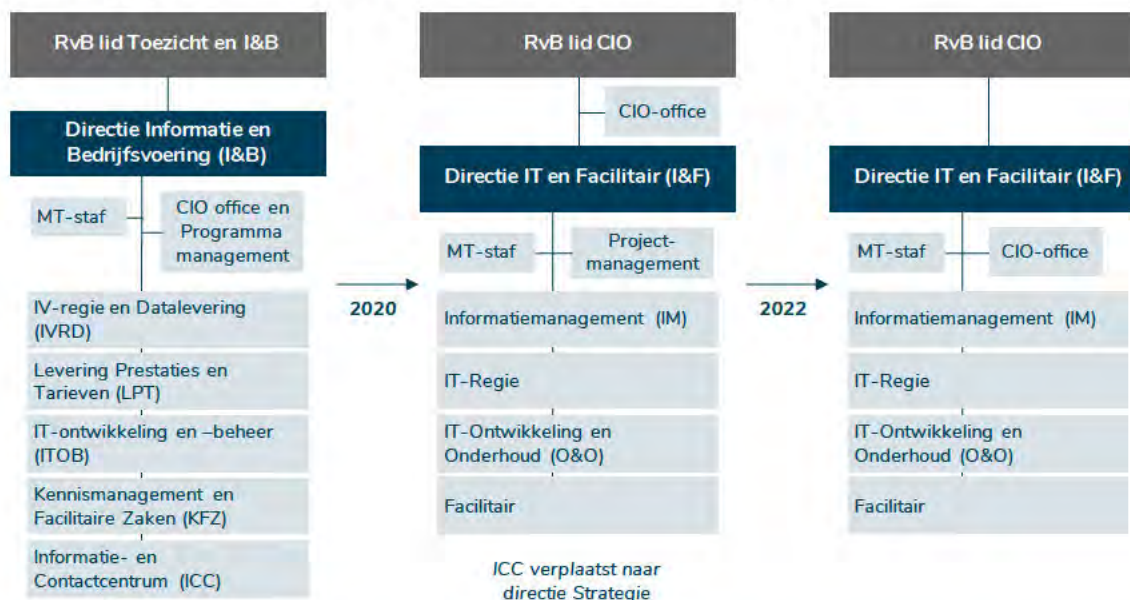 RvB lid Toezicht en I&B
Directie Informatie en
Bedrijfsvoering (I&B)
MT-staf
CIO office en
Programma
management
IV-regie en Datalevering
(IVRD)
Levering Prestaties en
Tarieven (LPT)
IT-ontwikkeling en –beheer
(ITOB)
Kennismanagement en
Facilitaire Zaken (KFZ)
Informatie- en
Contactcentrum (ICC)
2020
RvB lid CIO
CIO-office
Directie IT en Facilitair (I&F)
MT-staf
Project-
management
Informatiemanagement (IM)
IT-Regie
IT-Ontwikkeling en
Onderhoud (O&O)
Facilitair
ICC verplaatst naar
directie Strategie
2022
RvB lid CIO
Directie IT en Facilitair (I&F)
MT-staf
CIO-office
Informatiemanagement (IM)
IT-Regie
IT-Ontwikkeling en
Onderhoud (O&O)
Facilitair